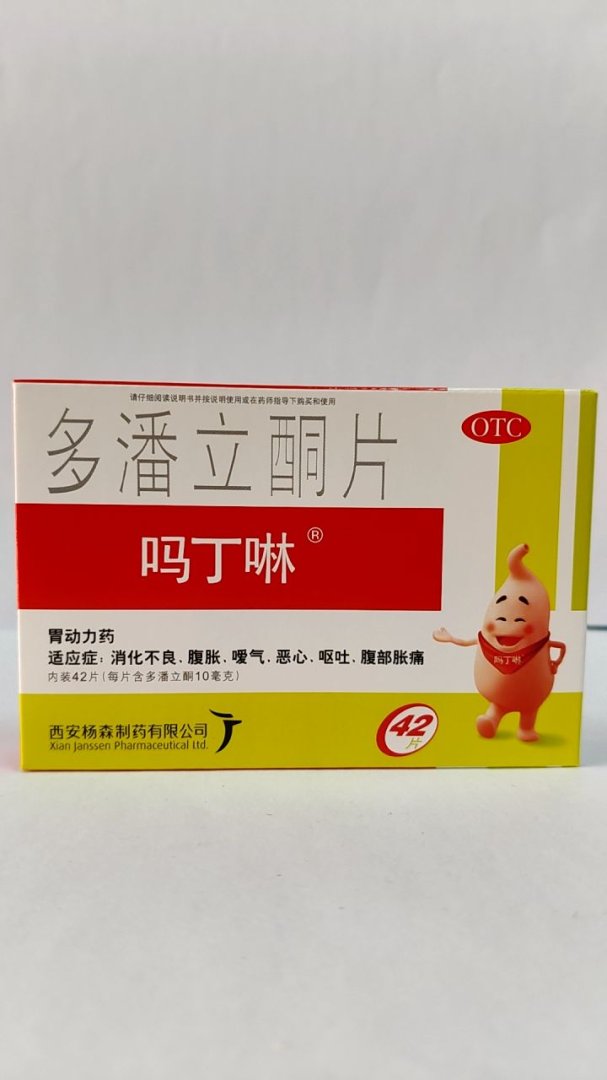 请仔细阅读说明书并按说明使用或在药师指导下购买和使用
多潘立酮片
OTC
吗丁啉®
胃动力药
适应症：消化不良、腹胀、嗳气、恶心、呕吐、腹部胀痛
内装42片(每片含多潘立酮10毫克)
吗丁啉
西安杨森制药有限公司
Xian Janssen Pharmaceutical Ltd.
42
片